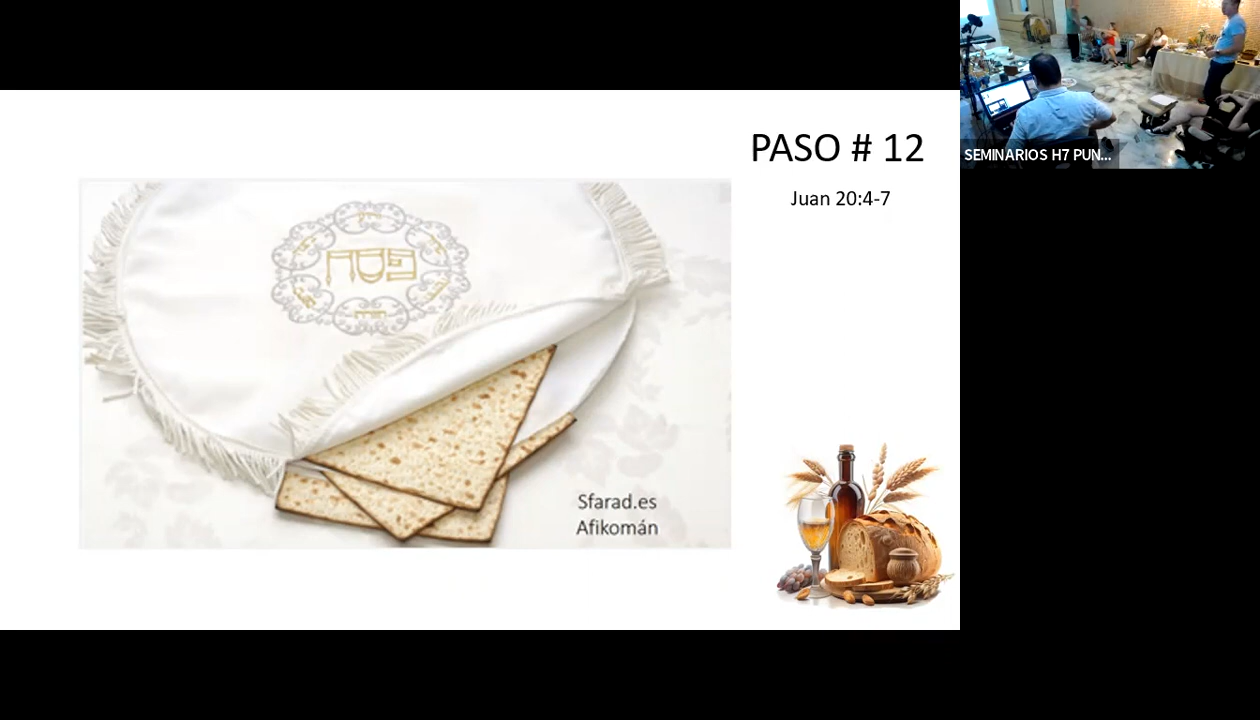 PASO # 12
Juan 20:4-7
פסח
Sfarad.es
Afikomán
SEMINARIOS H7 PUN...